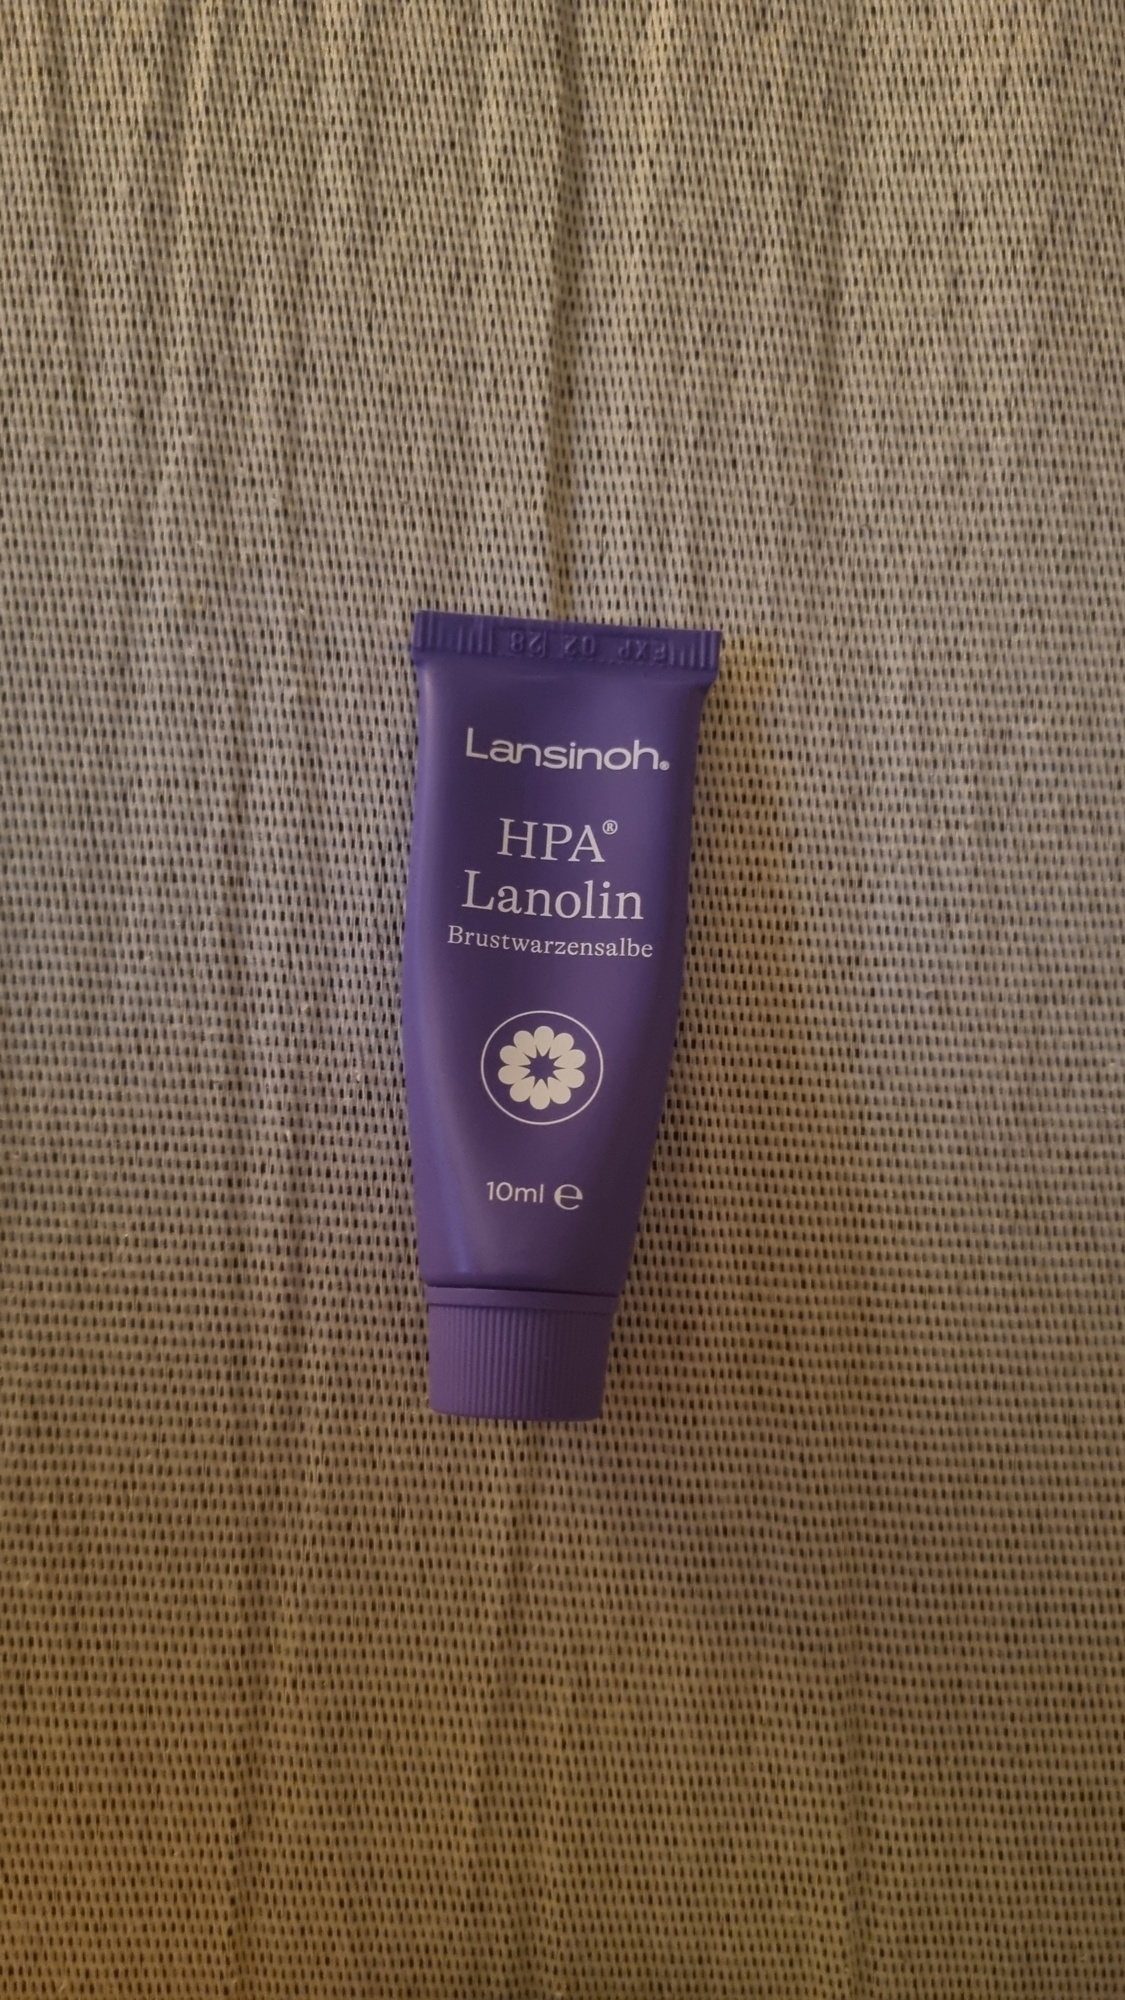 EXP 02 28
Lansinoh®
HPA®
Lanolin
Brustwarzensalbe
10ml ℮